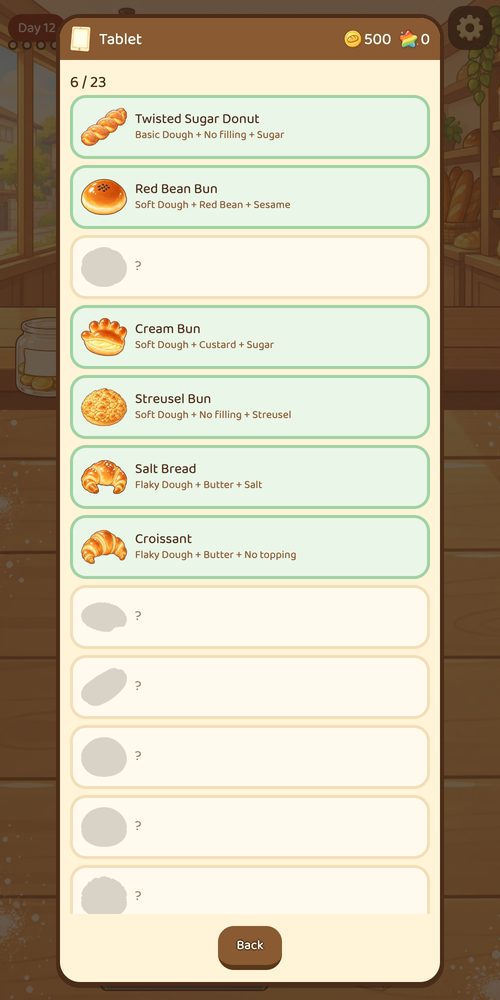 Day 12
Tablet
500
0
6 / 23
Twisted Sugar Donut
Basic Dough + No filling + Sugar
Red Bean Bun
Soft Dough + Red Bean + Sesame
?
Cream Bun
Soft Dough + Custard + Sugar
Streusel Bun
Soft Dough + No filling + Streusel
Salt Bread
Flaky Dough + Butter + Salt
Croissant
Flaky Dough + Butter + No topping
?
?
?
?
?
Back